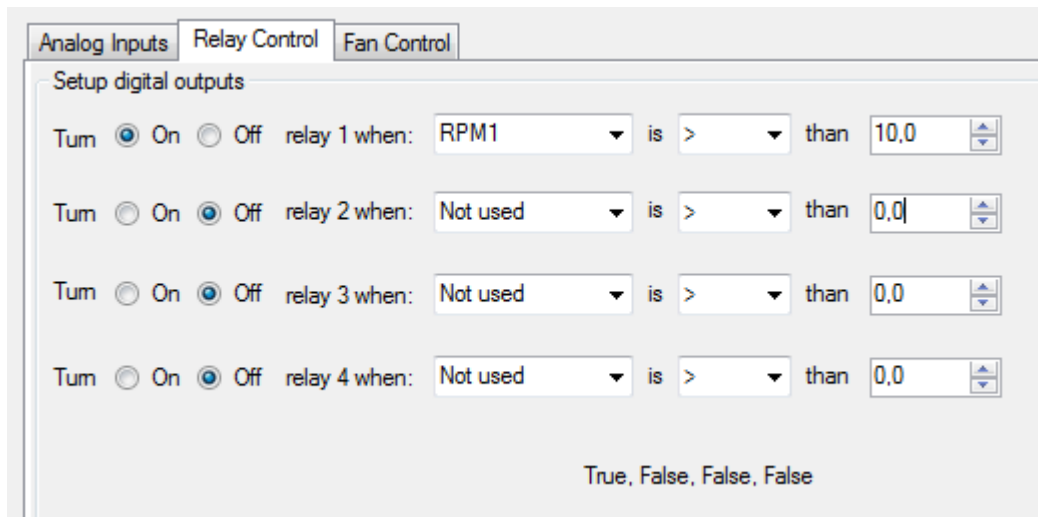 Analog Inputs Relay Control Fan Control
Setup digital outputs
Turn On Off relay 1 when: RPM1 is > than 10,0
Turn On Off relay 2 when: Not used is > than 0,0
Turn On Off relay 3 when: Not used is > than 0,0
Turn On Off relay 4 when: Not used is > than 0,0
True, False, False, False